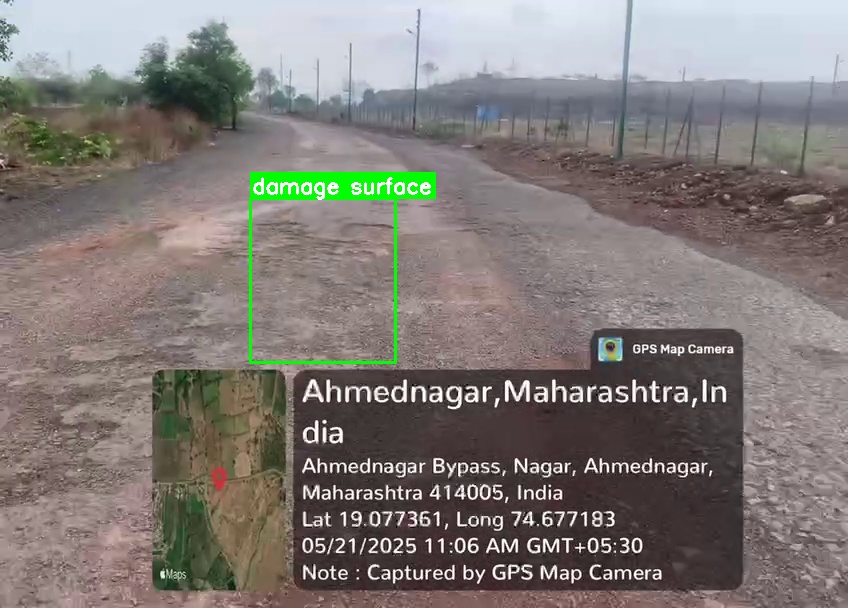 damage surface
GPS Map Camera
Ahmednagar,Maharashtra,In
dia
Ahmednagar Bypass, Nagar, Ahmednagar,
Maharashtra 414005, India
Lat 19.077361, Long 74.677183
05/21/2025 11:06 AM GMT+05:30
Note : Captured by GPS Map Camera
Maps